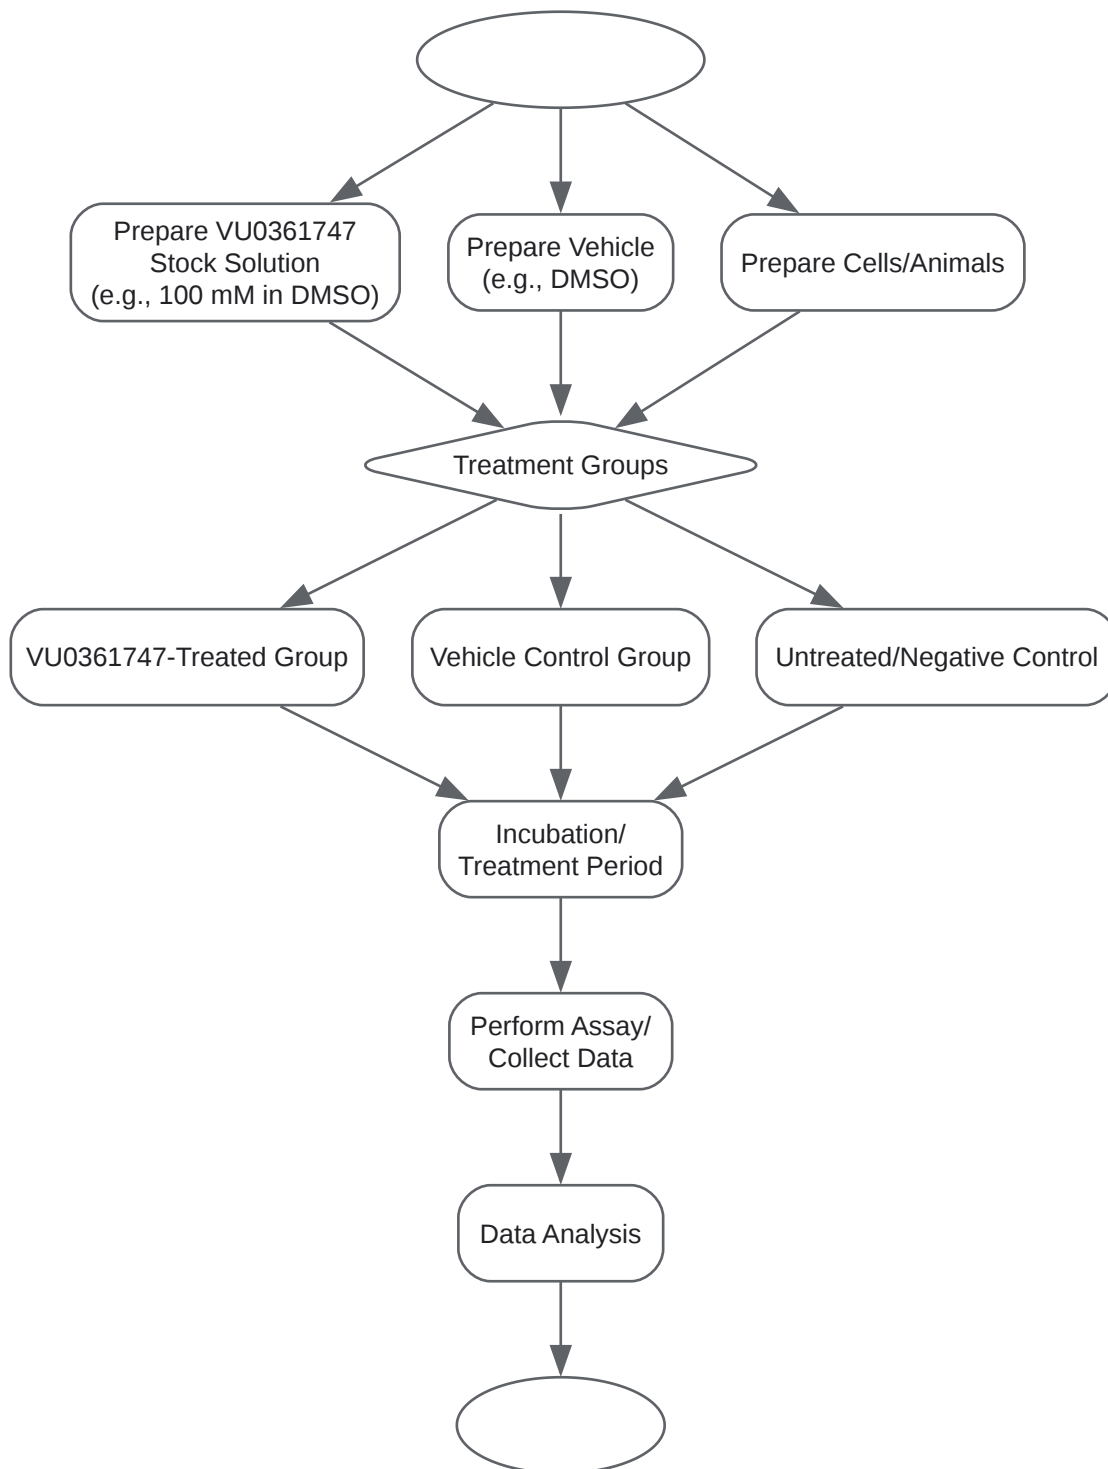 Prepare VU0361747
Stock Solution
(e.g., 100 mM in DMSO)
Prepare Vehicle
(e.g., DMSO)
Prepare Cells/Animals
Treatment Groups
VU0361747-Treated Group
Vehicle Control Group
Untreated/Negative Control
Incubation/
Treatment Period
Perform Assay/
Collect Data
Data Analysis